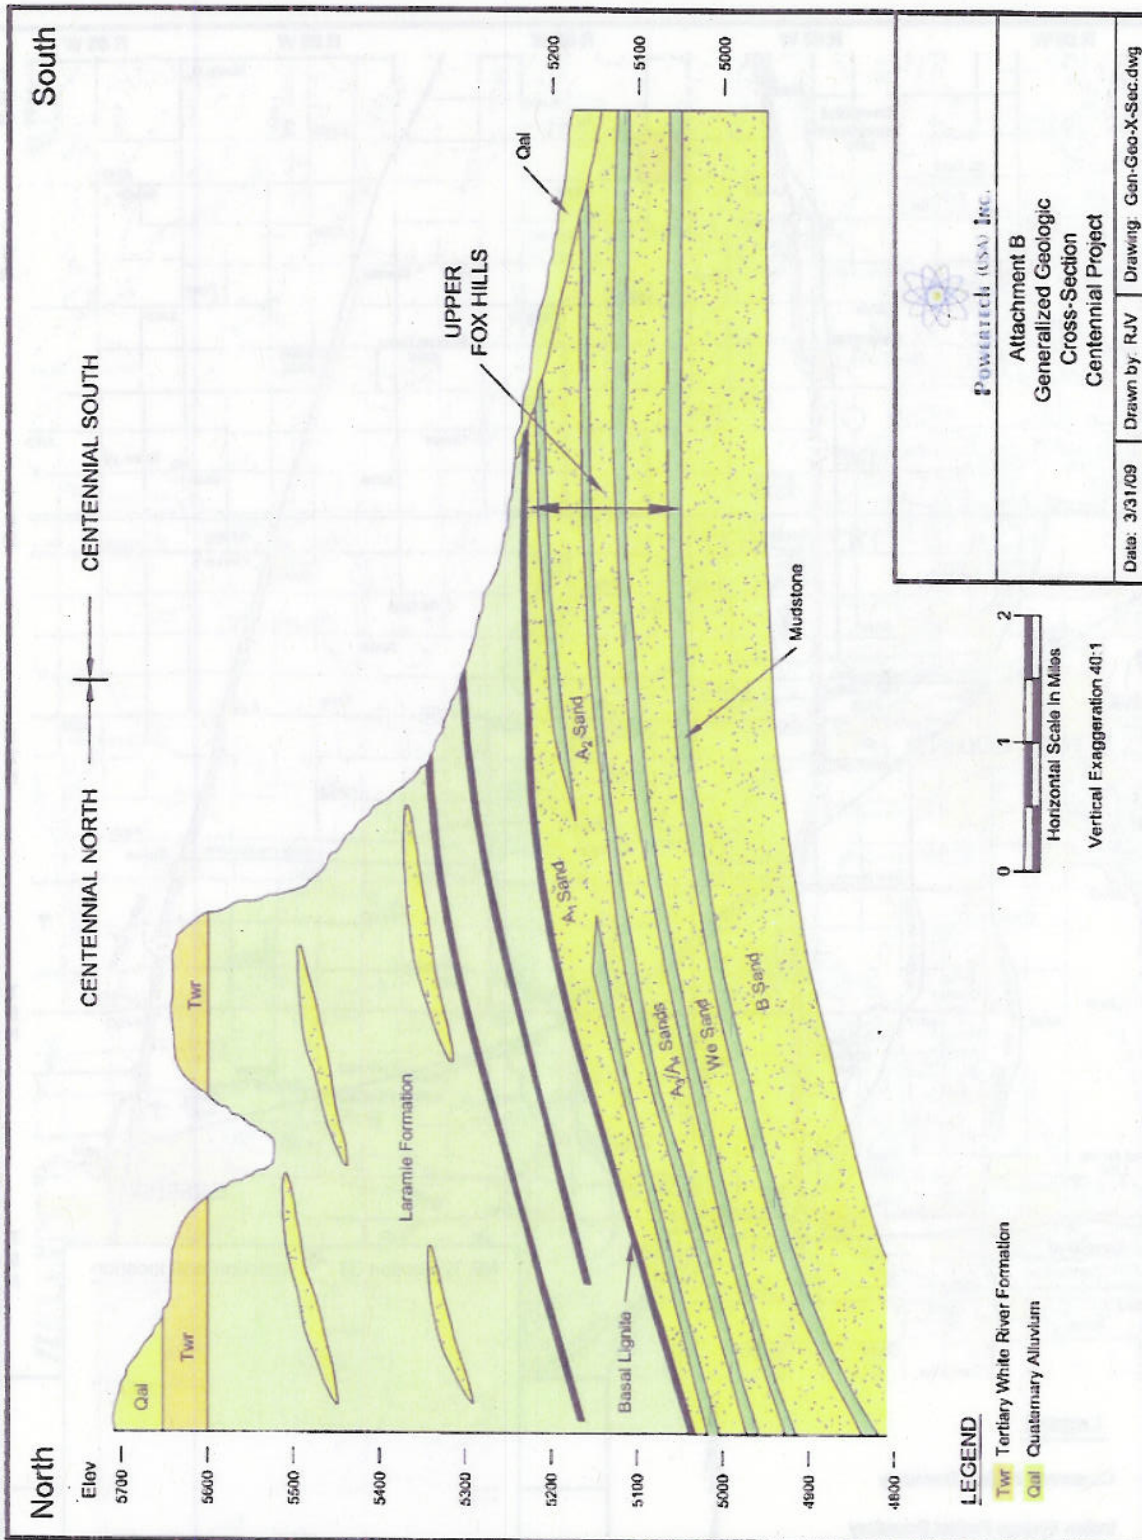 North
South
CENTENNIAL NORTH
CENTENNIAL SOUTH
Elev
5700
5600
5500
5400
5300
5200
5100
5000
4900
4800
5200
5100
5000
Qal
Twr
Twr
Qal
UPPER
FOX HILLS
Laramie Formation
Basal Lignite
A1 Sand
A2 Sand
A3/A4 Sands
We Sand
B Sand
Mudstone
LEGEND
Twr Tertiary White River Formation
Qal Quaternary Alluvium
0 1 2
Horizontal Scale In Miles
Vertical Exaggeration 40:1
POWERTECH (USA) INC.
Attachment B
Generalized Geologic
Cross-Section
Centennial Project
Date: 3/31/09 Drawn by: RJV Drawing: Gen-Geo-X-Sec.dwg